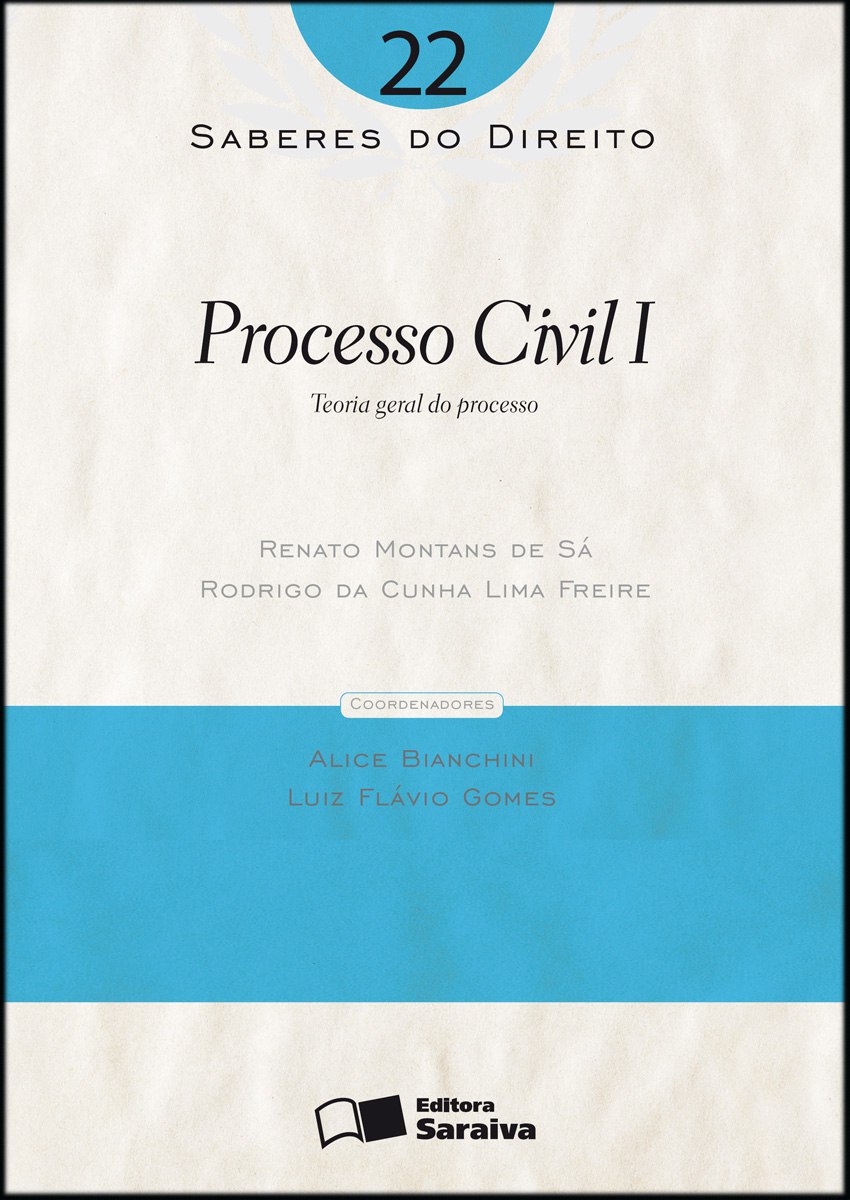 22
SABERES DO DIREITO
Processo Civil I
Teoria geral do processo
RENATO MONTANS DE SÁ
RODRIGO DA CUNHA LIMA FREIRE
COORDENADORES
ALICE BIANCHINI
LUIZ FLÁVIO GOMES
Editora
Saraiva